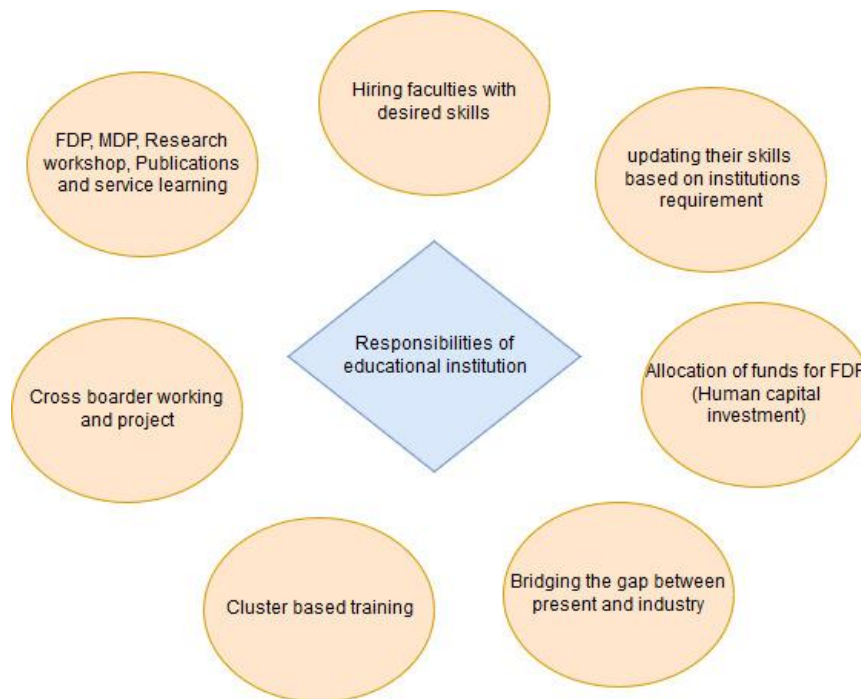 Hiring faculties with
desired skills
FDP, MDP, Research
workshop, Publications
and service learning
updating their skills
based on institutions
requirement
Responsibilities of
educational institution
Allocation of funds for FDP
(Human capital
investment)
Cross boarder working
and project
Bridging the gap between
present and industry
Cluster based training